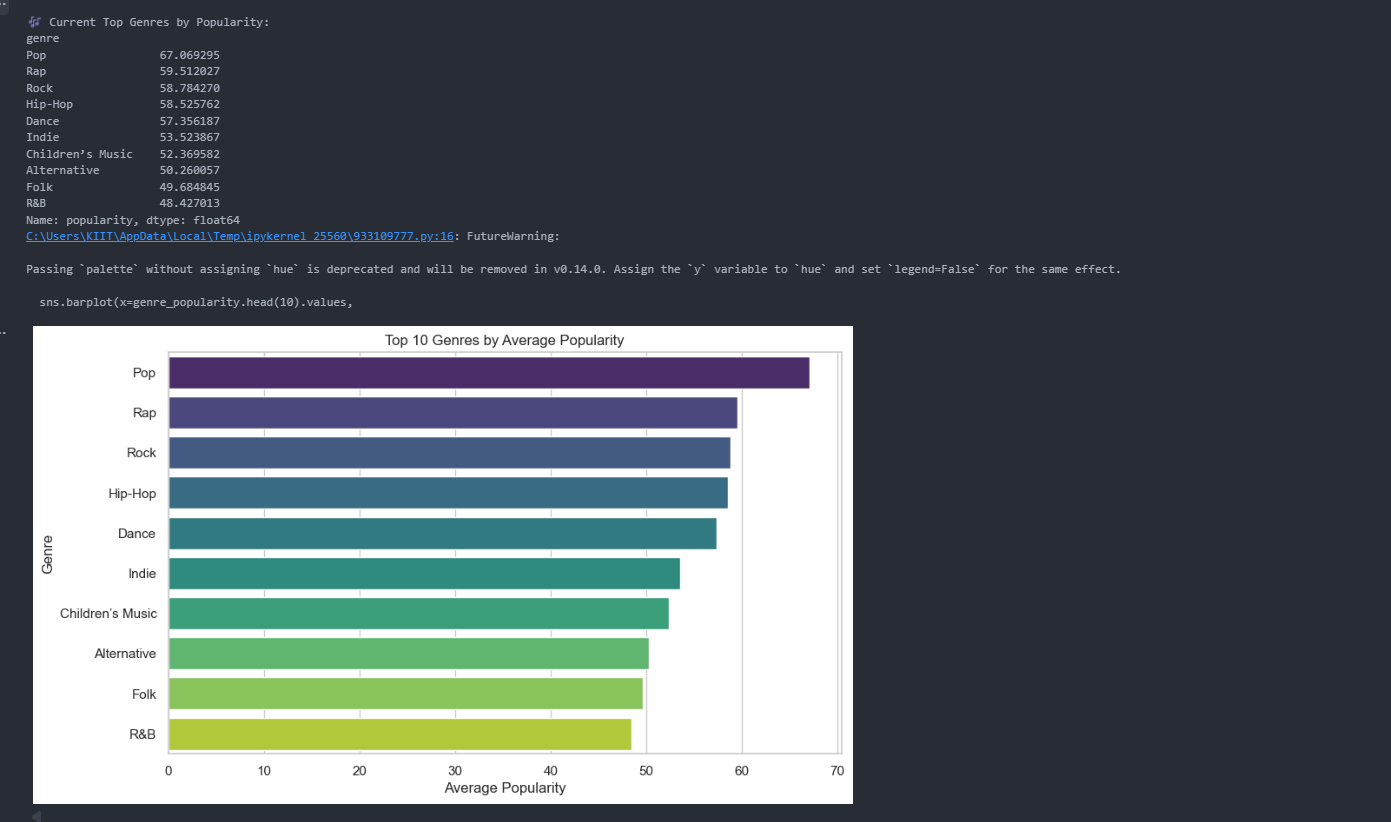 🎶 Current Top Genres by Popularity:
genre
Pop 67.069295
Rap 59.512027
Rock 58.784270
Hip-Hop 58.525762
Dance 57.356187
Indie 53.523867
Children’s Music 52.369582
Alternative 50.260057
Folk 49.684845
R&B 48.427013
Name: popularity, dtype: float64
C:\Users\KIIT\AppData\Local\Temp\ipykernel_25560\933109777.py:16: FutureWarning:
Passing `palette` without assigning `hue` is deprecated and will be removed in v0.14.0. Assign the `y` variable to `hue` and set `legend=False` for the same effect.
sns.barplot(x=genre_popularity.head(10).values,
Top 10 Genres by Average Popularity
Pop
Rap
Rock
Hip-Hop
Dance
Genre
Indie
Children’s Music
Alternative
Folk
R&B
0 10 20 30 40 50 60 70
Average Popularity